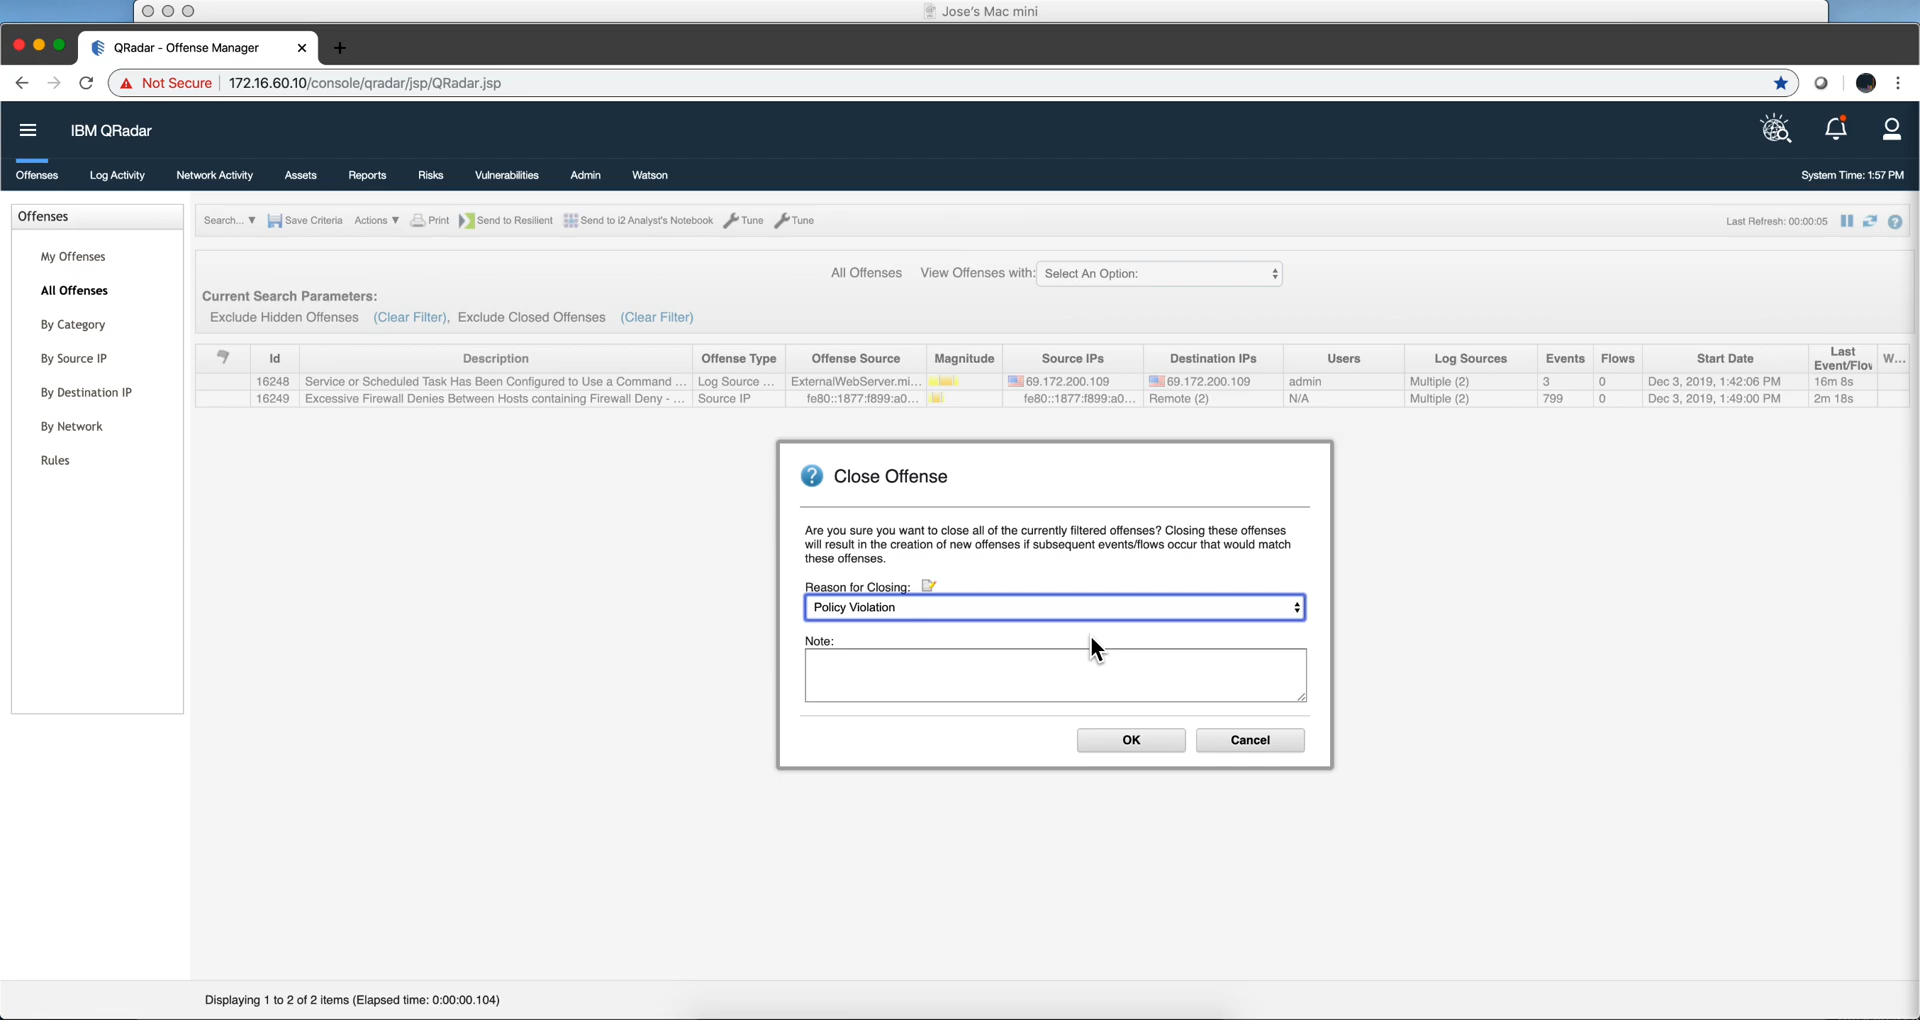 Jose's Mac mini
QRadar - Offense Manager
Not Secure 172.16.60.10/console/qradar/jsp/QRadar.jsp
IBM QRadar
Offenses Log Activity Network Activity Assets Reports Risks Vulnerabilities Admin Watson System Time: 1:57 PM
Offenses
My Offenses
All Offenses
By Category
By Source IP
By Destination IP
By Network
Rules
Search... ▼ Save Criteria Actions ▼ Print Send to Resilient Send to i2 Analyst's Notebook Tune Tune Last Refresh: 00:00:05
All Offenses View Offenses with: Select An Option:
Current Search Parameters:
Exclude Hidden Offenses (Clear Filter), Exclude Closed Offenses (Clear Filter)
Id Description Offense Type Offense Source Magnitude Source IPs Destination IPs Users Log Sources Events Flows Start Date Last Event/Flow W...
16248 Service or Scheduled Task Has Been Configured to Use a Command ... Log Source ... ExternalWebServer.mi... 69.172.200.109 69.172.200.109 admin Multiple (2) 3 0 Dec 3, 2019, 1:42:06 PM 16m 8s
16249 Excessive Firewall Denies Between Hosts containing Firewall Deny - ... Source IP fe80::1877:f899:a0... fe80::1877:f899:a0... Remote (2) N/A Multiple (2) 799 0 Dec 3, 2019, 1:49:00 PM 2m 18s
Close Offense
Are you sure you want to close all of the currently filtered offenses? Closing these offenses
will result in the creation of new offenses if subsequent events/flows occur that would match
these offenses.
Reason for Closing:
Policy Violation
Note:
OK Cancel
Displaying 1 to 2 of 2 items (Elapsed time: 0:00:00.104)